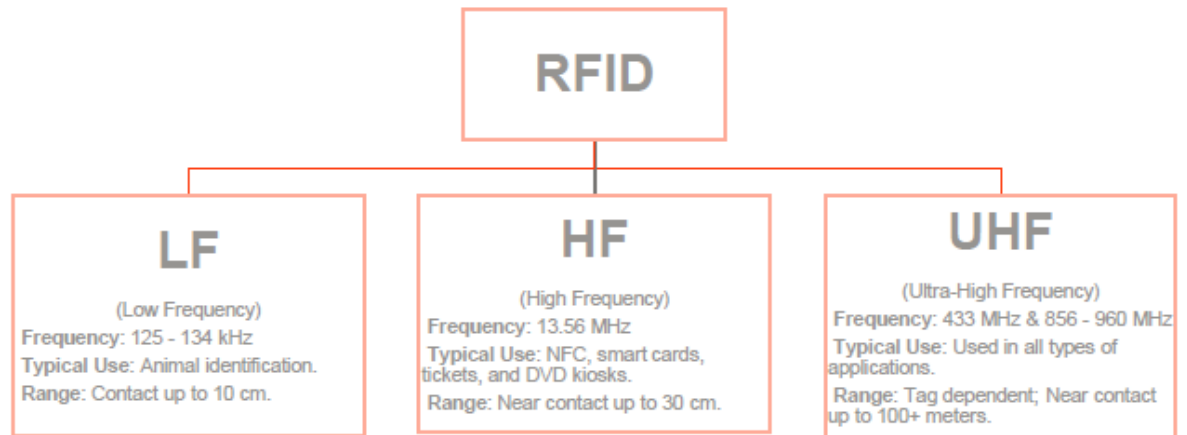 RFID
LF
(Low Frequency)
Frequency: 125 - 134 kHz
Typical Use: Animal identification.
Range: Contact up to 10 cm.
HF
(High Frequency)
Frequency: 13.56 MHz
Typical Use: NFC, smart cards,
tickets, and DVD kiosks.
Range: Near contact up to 30 cm.
UHF
(Ultra-High Frequency)
Frequency: 433 MHz & 856 - 960 MHz
Typical Use: Used in all types of
applications.
Range: Tag dependent; Near contact
up to 100+ meters.